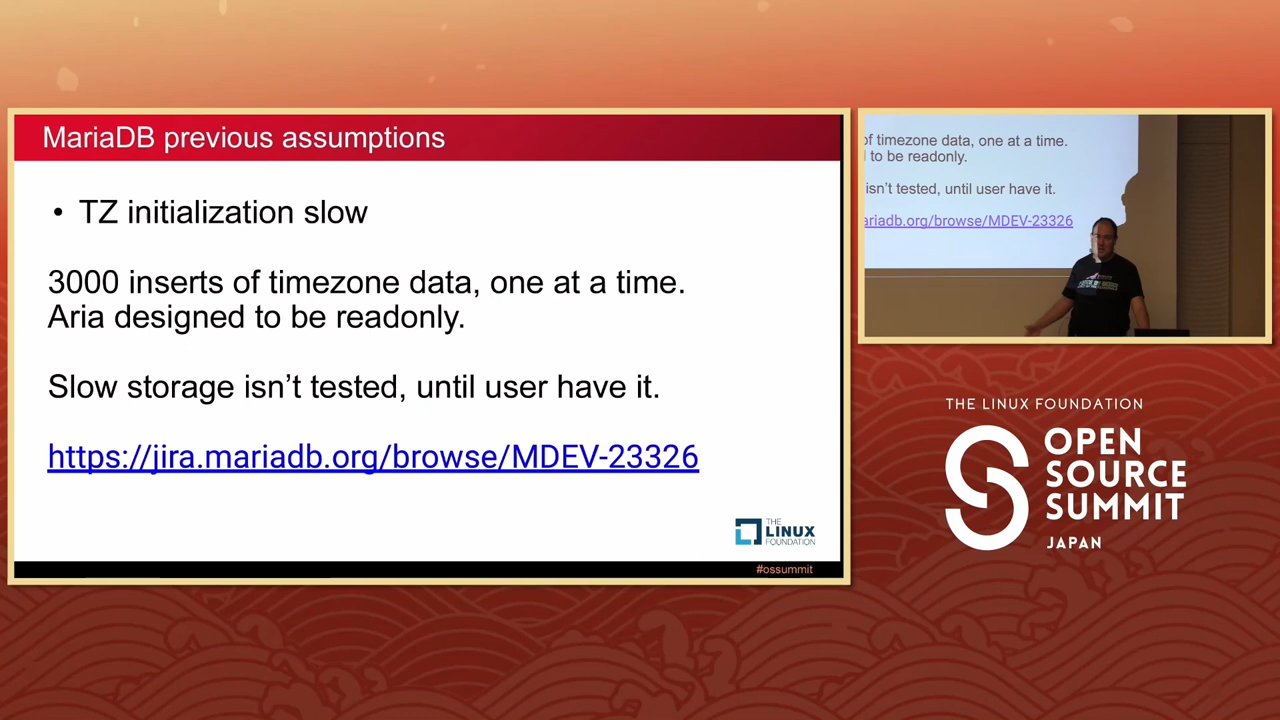 MariaDB previous assumptions
• TZ initialization slow
3000 inserts of timezone data, one at a time.
Aria designed to be readonly.
Slow storage isn’t tested, until user have it.
https://jira.mariadb.org/browse/MDEV-23326
THE
LINUX
FOUNDATION
#ossummit
of timezone data, one at a time.
to be readonly.
isn’t tested, until user have it.
ariadb.org/browse/MDEV-23326
THE LINUX FOUNDATION
OPEN
SOURCE
SUMMIT
JAPAN